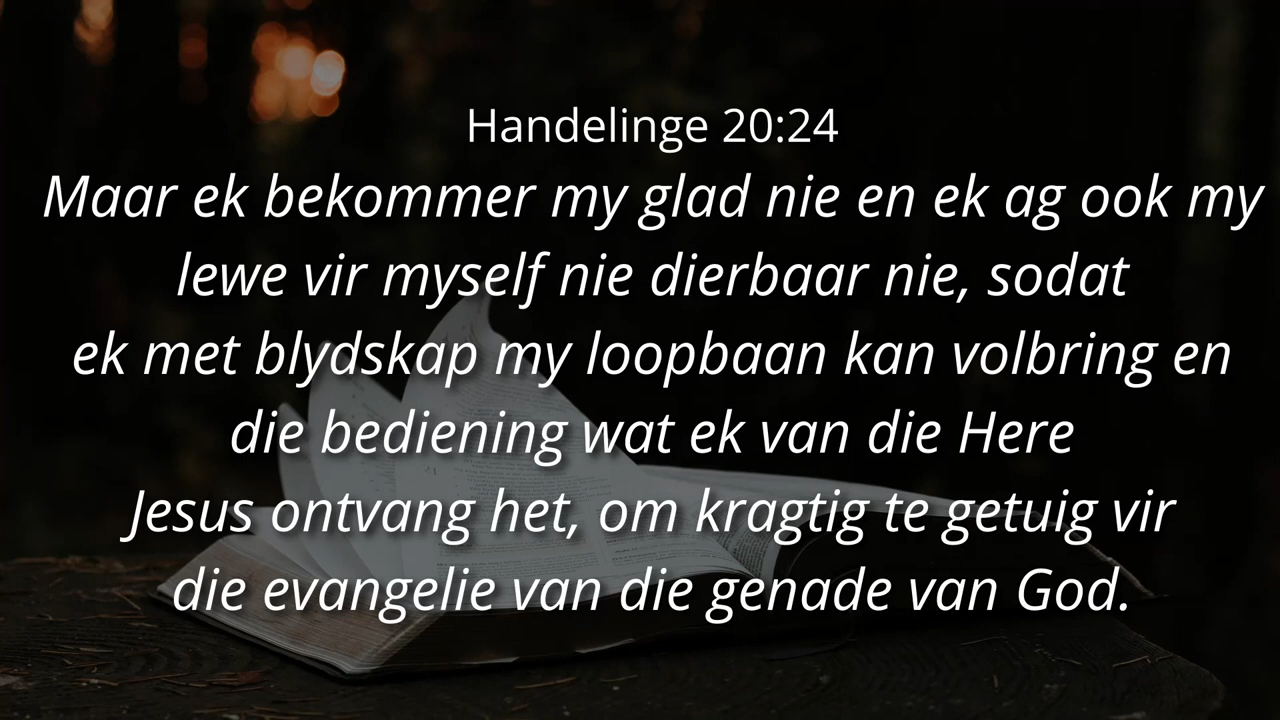 Handelinge 20:24
Maar ek bekommer my glad nie en ek ag ook my
lewe vir myself nie dierbaar nie, sodat
ek met blydskap my loopbaan kan volbring en
die bediening wat ek van die Here
Jesus ontvang het, om kragtig te getuig vir
die evangelie van die genade van God.